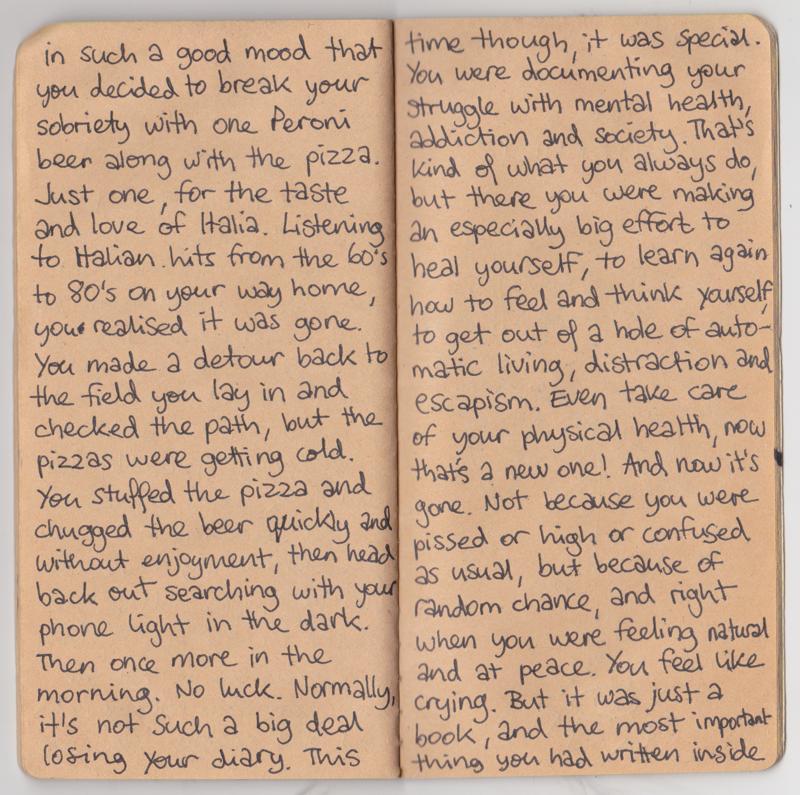 in such a good mood that
you decided to break your
sobriety with one Peroni
beer along with the pizza.
Just one, for the taste
and love of Italia. Listening
to Italian hits from the 60's
to 80's on your way home,
you realised it was gone.
You made a detour back to
the field you lay in and
checked the path, but the
pizzas were getting cold.
You stuffed the pizza and
chugged the beer quickly and
without enjoyment, then head
back out searching with your
phone light in the dark.
Then once more in the
morning. No luck. Normally,
it's not such a big deal
losing your diary. This
time though, it was special.
You were documenting your
struggle with mental health,
addiction and society. That's
kind of what you always do,
but there you were making
an especially big effort to
heal yourself, to learn again
how to feel and think yourself,
to get out of a hole of auto-
matic living, distraction and
escapism. Even take care
of your physical health, now
that's a new one! And now it's
gone. Not because you were
pissed or high or confused
as usual, but because of
random chance, and right
when you were feeling natural
and at peace. You feel like
crying. But it was just a
book, and the most important
thing you had written inside